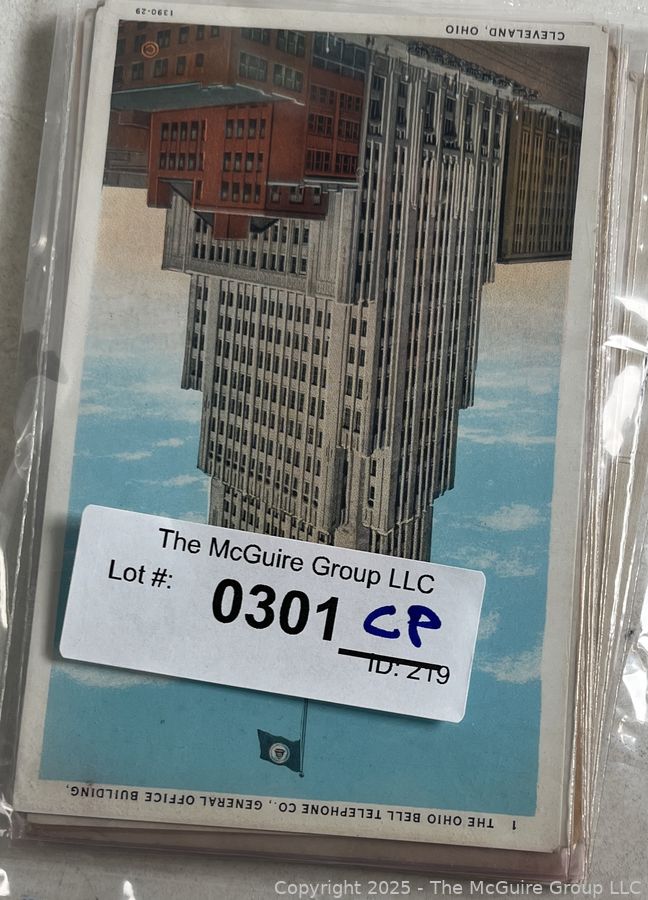 1390-29
CLEVELAND, OHIO
The McGuire Group LLC
Lot #:
0301 CP
ID: 219
1 THE OHIO BELL TELEPHONE CO., GENERAL OFFICE BUILDING,
Copyright 2025 - The McGuire Group LLC